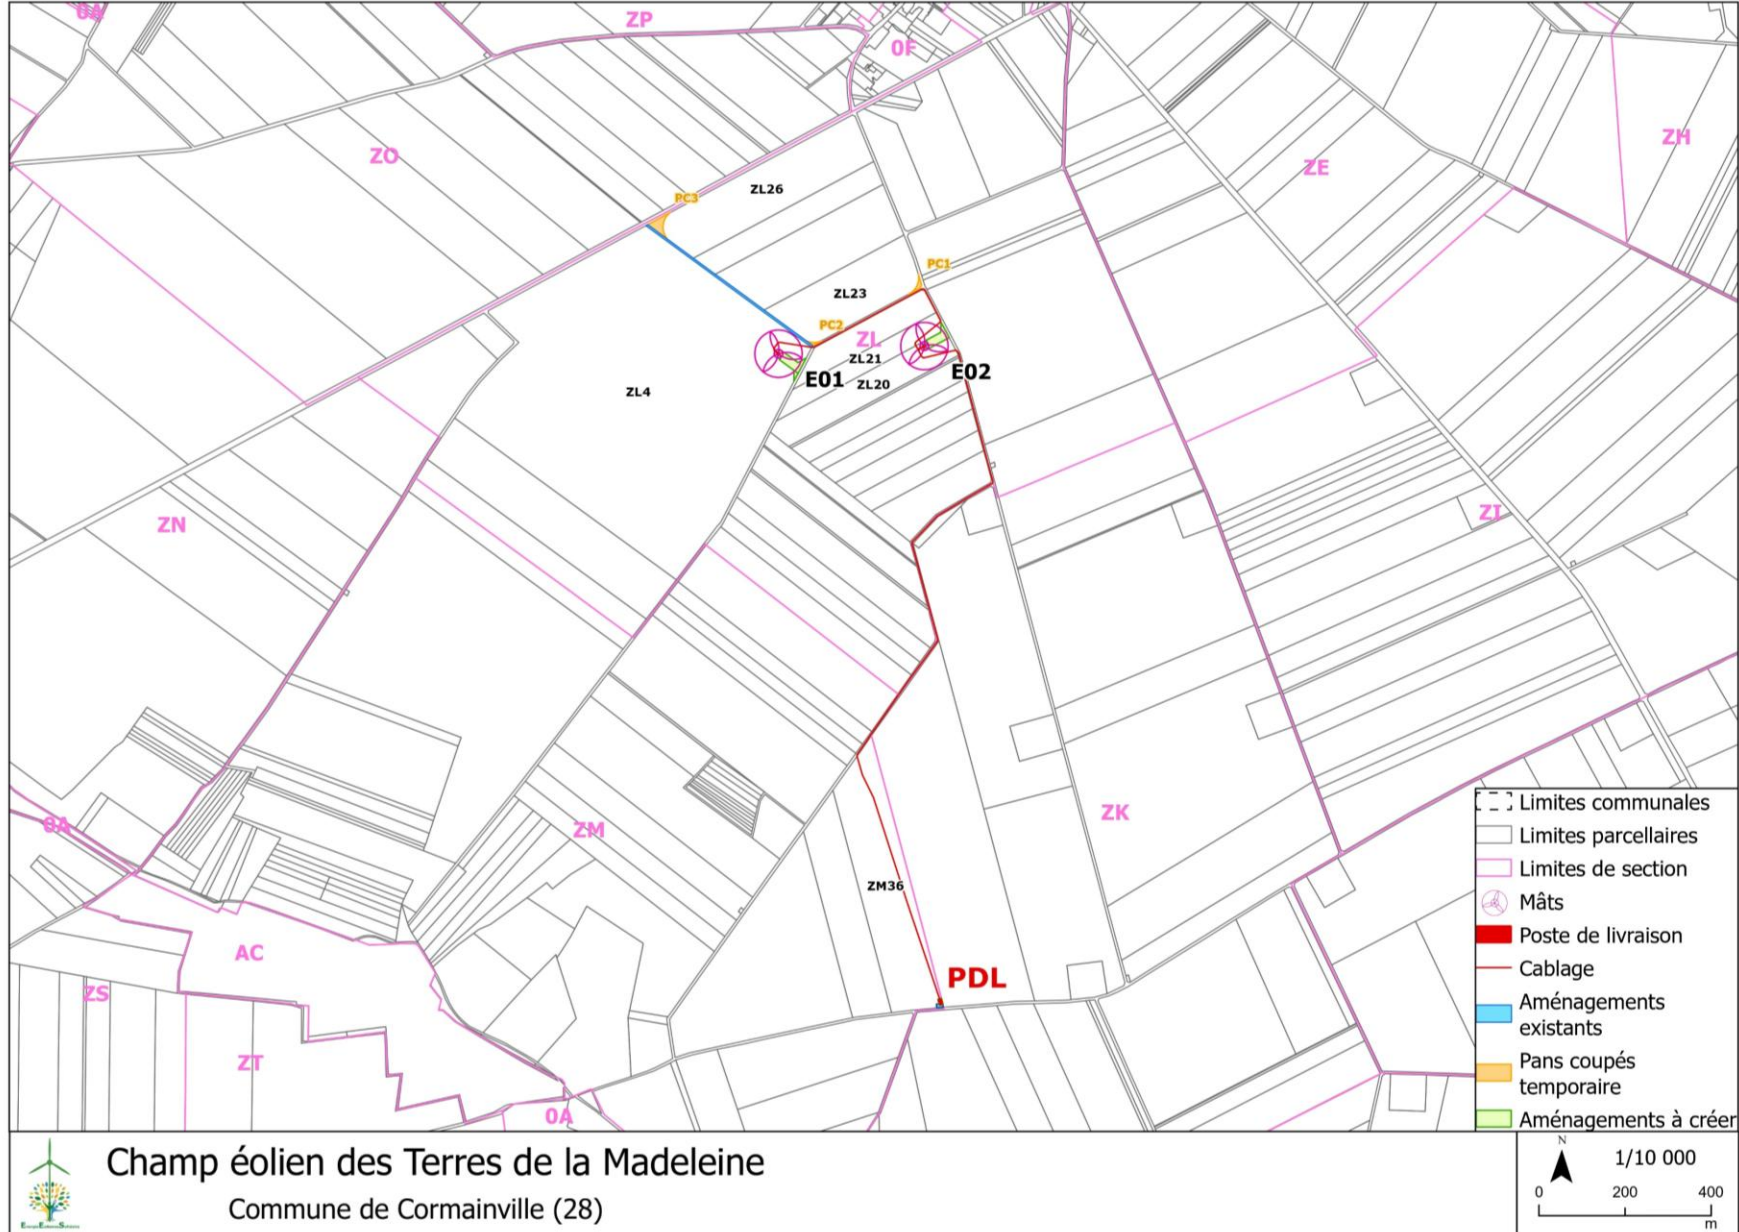 0A
ZP
0F
ZO
ZH
ZE
ZL26
PC3
PC1
ZL23
PC2
ZL
ZL21
E01
ZL20
E02
ZL4
ZN
ZI
0A
ZM
ZK
ZM36
AC
PDL
ZS
ZT
0A
Limites communales
Limites parcellaires
Limites de section
Mâts
Poste de livraison
Cablage
Aménagements
existants
Pans coupés
temporaire
Aménagements à créer
Champ éolien des Terres de la Madeleine
Commune de Cormainville (28)
N
1/10 000
0 200 400
m